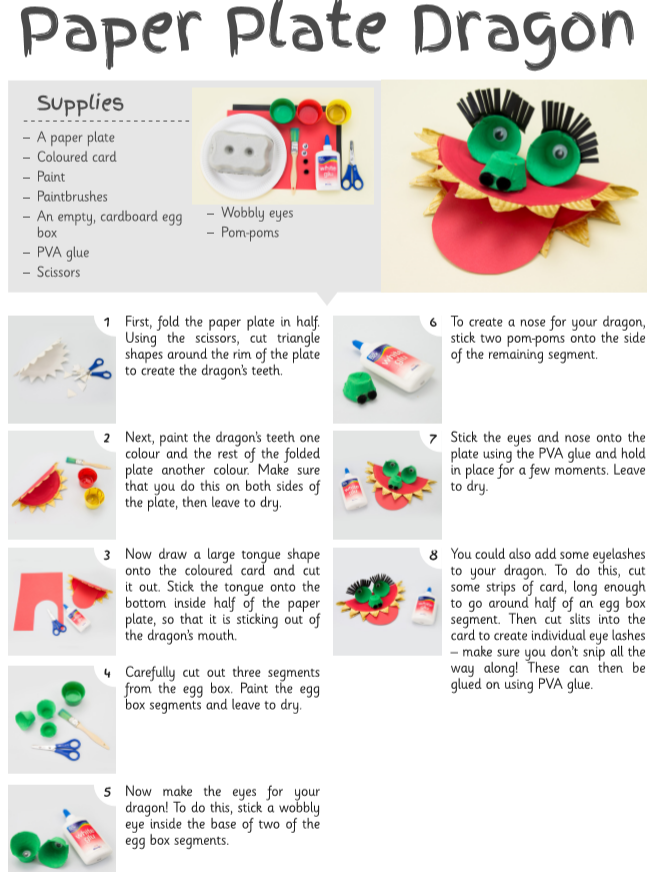 Paper Plate Dragon
Supplies
– A paper plate
– Coloured card
– Paint
– Paintbrushes
– An empty, cardboard egg
box
– PVA glue
– Scissors
– Wobbly eyes
– Pom-poms
1 First, fold the paper plate in half.
Using the scissors, cut triangle
shapes around the rim of the plate
to create the dragon's teeth.
2 Next, paint the dragon's teeth one
colour and the rest of the folded
plate another colour. Make sure
that you do this on both sides of
the plate, then leave to dry.
3 Now draw a large tongue shape
onto the coloured card and cut
it out. Stick the tongue onto the
bottom inside half of the paper
plate, so that it is sticking out of
the dragon's mouth.
4 Carefully cut out three segments
from the egg box. Paint the egg
box segments and leave to dry.
5 Now make the eyes for your
dragon! To do this, stick a wobbly
eye inside the base of two of the
egg box segments.
6 To create a nose for your dragon,
stick two pom-poms onto the side
of the remaining segment.
7 Stick the eyes and nose onto the
plate using the PVA glue and hold
in place for a few moments. Leave
to dry.
8 You could also add some eyelashes
to your dragon. To do this, cut
some strips of card, long enough
to go around half of an egg box
segment. Then cut slits into the
card to create individual eye lashes
– make sure you don't snip all the
way along! These can then be
glued on using PVA glue.